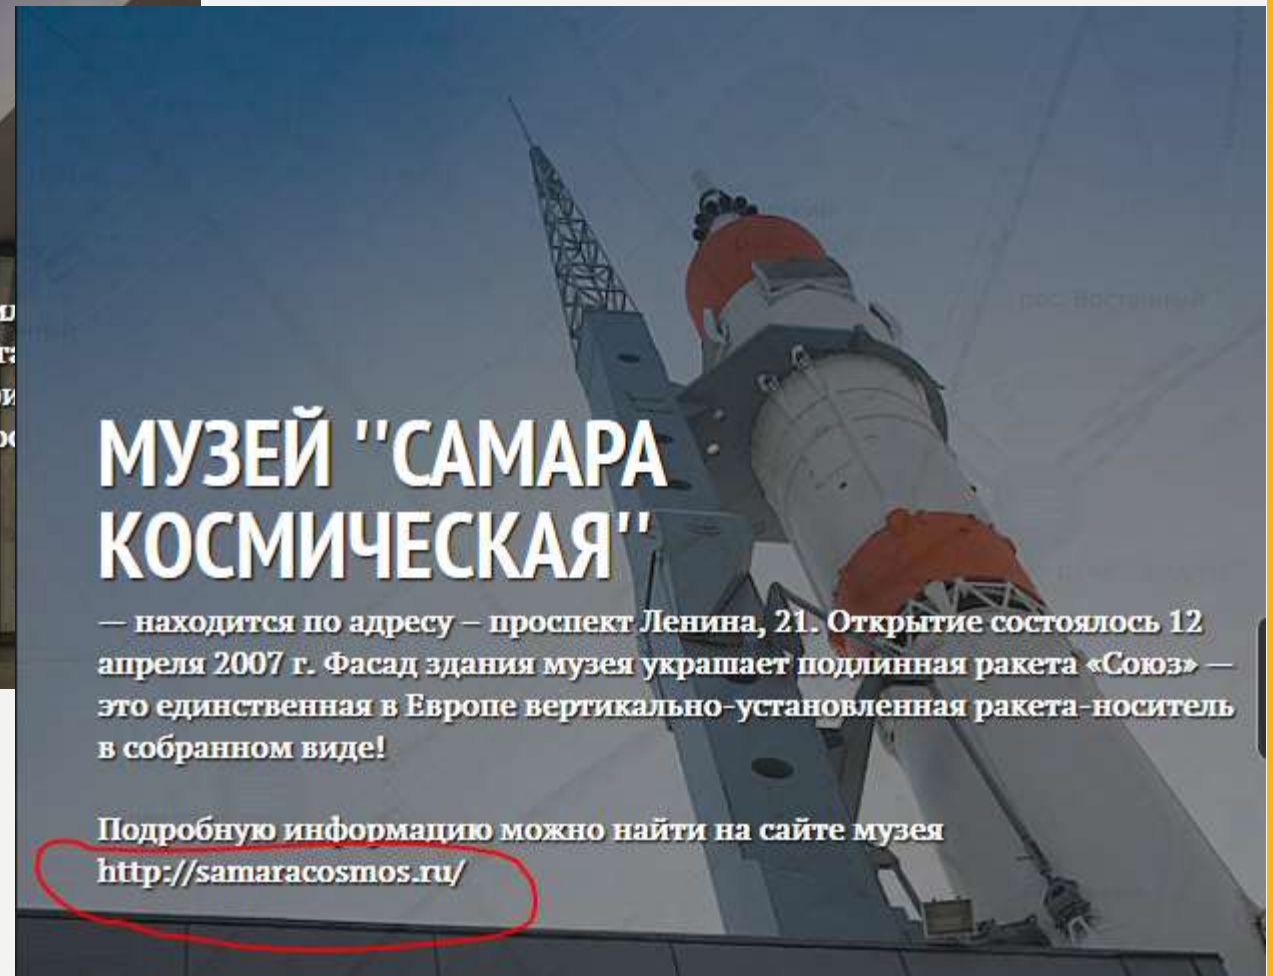 МУЗЕЙ ''САМАРА
КОСМИЧЕСКАЯ''
— находится по адресу – проспект Ленина, 21. Открытие состоялось 12
апреля 2007 г. Фасад здания музея украшает подлинная ракета «Союз» —
это единственная в Европе вертикально-установленная ракета-носитель
в собранном виде!
Подробную информацию можно найти на сайте музея
http://samaracosmos.ru/